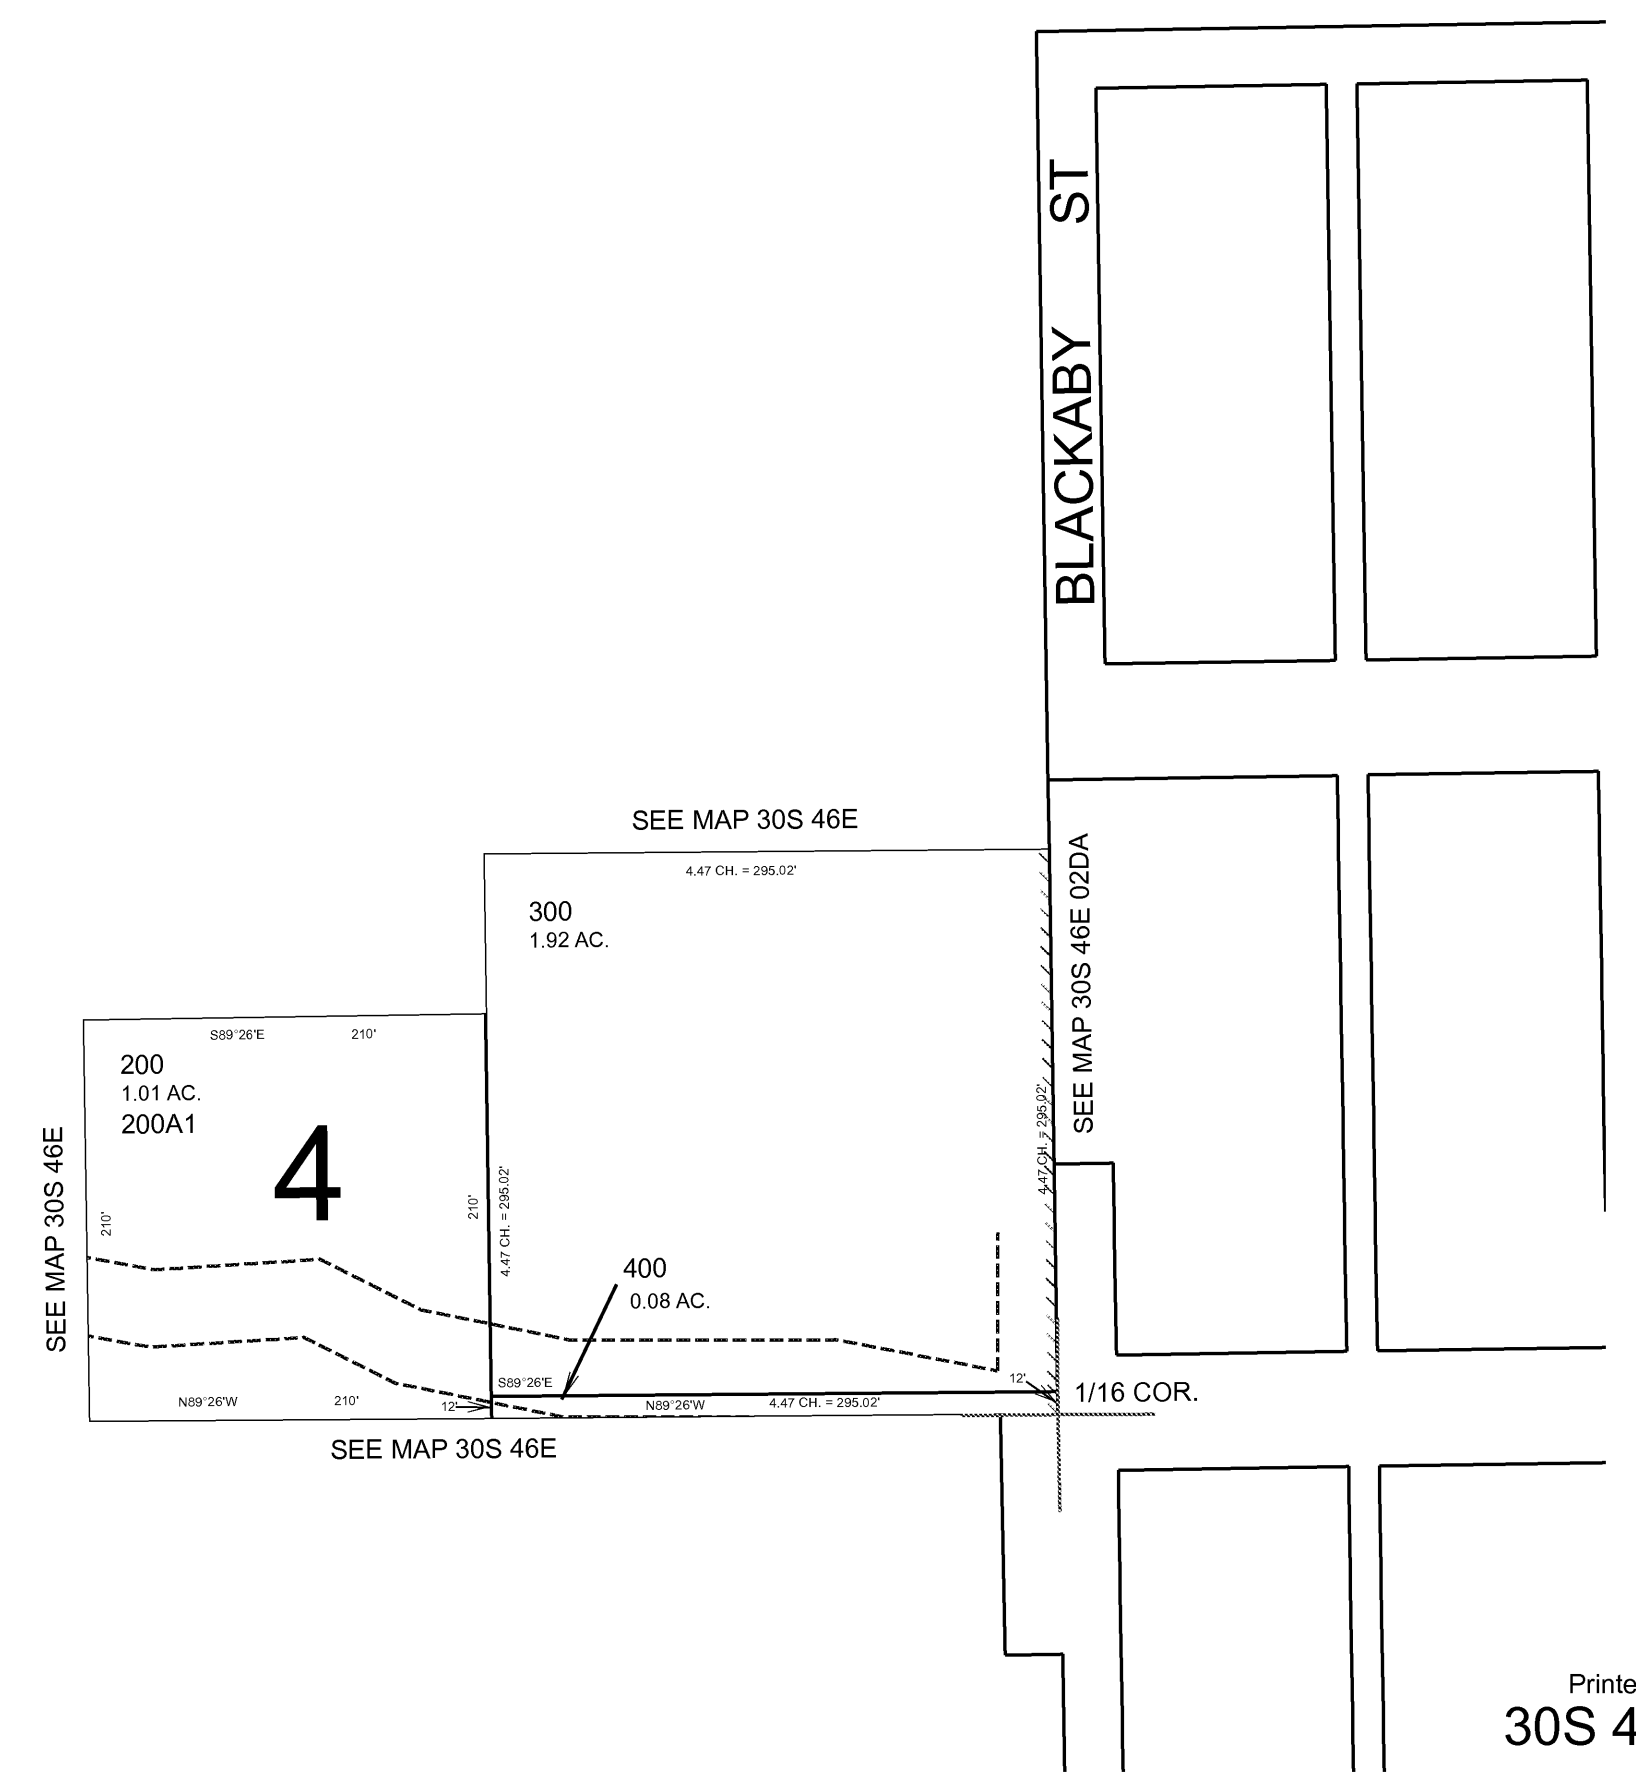 BLACKABY ST
SEE MAP 30S 46E
4.47 CH. = 295.02'
300
1.92 AC.
SEE MAP 30S 46E 02DA
S89°26'E 210'
200
1.01 AC.
200A1
4
SEE MAP 30S 46E
210'
210'
4.47 CH. = 295.02'
4.47 CH. = 295.02'
400
0.08 AC.
S89°26'E
12'
1/16 COR.
N89°26'W 210'
12'
N89°26'W 4.47 CH. = 295.02'
SEE MAP 30S 46E
Printe
30S 4